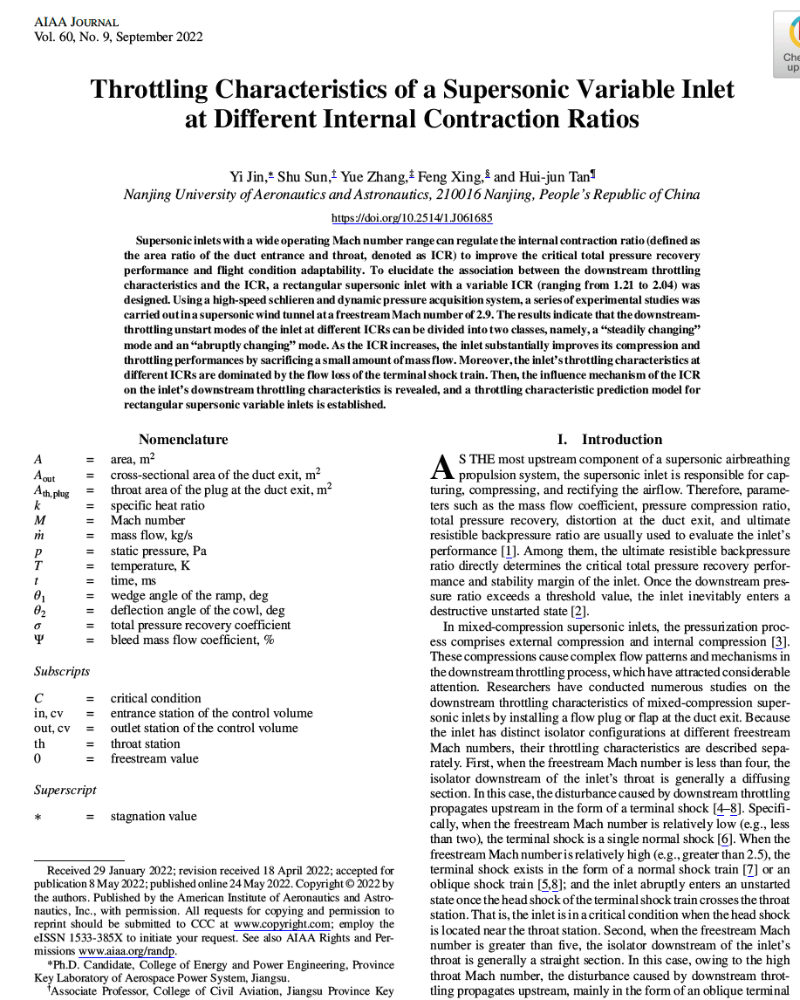 AIAA JOURNAL
Vol. 60, No. 9, September 2022
Throttling Characteristics of a Supersonic Variable Inlet
at Different Internal Contraction Ratios
Yi Jin,* Shu Sun,† Yue Zhang,‡ Feng Xing,§ and Hui-jun Tan¶
Nanjing University of Aeronautics and Astronautics, 210016 Nanjing, People's Republic of China
https://doi.org/10.2514/1.J061685
Supersonic inlets with a wide operating Mach number range can regulate the internal contraction ratio (defined as
the area ratio of the duct entrance and throat, denoted as ICR) to improve the critical total pressure recovery
performance and flight condition adaptability. To elucidate the association between the downstream throttling
characteristics and the ICR, a rectangular supersonic inlet with a variable ICR (ranging from 1.21 to 2.04) was
designed. Using a high-speed schlieren and dynamic pressure acquisition system, a series of experimental studies was
carried out in a supersonic wind tunnel at a freestream Mach number of 2.9. The results indicate that the downstream-
throttling unstart modes of the inlet at different ICRs can be divided into two classes, namely, a “steadily changing”
mode and an “abruptly changing” mode. As the ICR increases, the inlet substantially improves its compression and
throttling performances by sacrificing a small amount of mass flow. Moreover, the inlet's throttling characteristics at
different ICRs are dominated by the flow loss of the terminal shock train. Then, the influence mechanism of the ICR
on the inlet's downstream throttling characteristics is revealed, and a throttling characteristic prediction model for
rectangular supersonic variable inlets is established.
Nomenclature
A = area, m²
A_out = cross-sectional area of the duct exit, m²
A_th,plug = throat area of the plug at the duct exit, m²
k = specific heat ratio
M = Mach number
ṁ = mass flow, kg/s
p = static pressure, Pa
T = temperature, K
t = time, ms
θ₁ = wedge angle of the ramp, deg
θ₂ = deflection angle of the cowl, deg
σ = total pressure recovery coefficient
Ψ = bleed mass flow coefficient, %
Subscripts
C = critical condition
in, cv = entrance station of the control volume
out, cv = outlet station of the control volume
th = throat station
0 = freestream value
Superscript
* = stagnation value
Received 29 January 2022; revision received 18 April 2022; accepted for
publication 8 May 2022; published online 24 May 2022. Copyright © 2022 by
the authors. Published by the American Institute of Aeronautics and Astro-
nautics, Inc., with permission. All requests for copying and permission to
reprint should be submitted to CCC at www.copyright.com; employ the
eISSN 1533-385X to initiate your request. See also AIAA Rights and Per-
missions www.aiaa.org/randp.
*Ph.D. Candidate, College of Energy and Power Engineering, Province
Key Laboratory of Aerospace Power System, Jiangsu.
†Associate Professor, College of Civil Aviation, Jiangsu Province Key
I. Introduction
AS THE most upstream component of a supersonic airbreathing
propulsion system, the supersonic inlet is responsible for cap-
turing, compressing, and rectifying the airflow. Therefore, parame-
ters such as the mass flow coefficient, pressure compression ratio,
total pressure recovery, distortion at the duct exit, and ultimate
resistible backpressure ratio are usually used to evaluate the inlet's
performance [1]. Among them, the ultimate resistible backpressure
ratio directly determines the critical total pressure recovery perfor-
mance and stability margin of the inlet. Once the downstream pres-
sure ratio exceeds a threshold value, the inlet inevitably enters a
destructive unstarted state [2].
In mixed-compression supersonic inlets, the pressurization proc-
ess comprises external compression and internal compression [3].
These compressions cause complex flow patterns and mechanisms in
the downstream throttling process, which have attracted considerable
attention. Researchers have conducted numerous studies on the
downstream throttling characteristics of mixed-compression super-
sonic inlets by installing a flow plug or flap at the duct exit. Because
the inlet has distinct isolator configurations at different freestream
Mach numbers, their throttling characteristics are described sepa-
rately. First, when the freestream Mach number is less than four, the
isolator downstream of the inlet's throat is generally a diffusing
section. In this case, the disturbance caused by downstream throttling
propagates upstream in the form of a terminal shock [4–8]. Specifi-
cally, when the freestream Mach number is relatively low (e.g., less
than two), the terminal shock is a single normal shock [6]. When the
freestream Mach number is relatively high (e.g., greater than 2.5), the
terminal shock exists in the form of a normal shock train [7] or an
oblique shock train [5,8]; and the inlet abruptly enters an unstarted
state once the head shock of the terminal shock train crosses the throat
station. That is, the inlet is in a critical condition when the head shock
is located near the throat station. Second, when the freestream Mach
number is greater than five, the isolator downstream of the inlet's
throat is generally a straight section. In this case, owing to the high
throat Mach number, the disturbance caused by downstream throt-
tling propagates upstream, mainly in the form of an oblique terminal